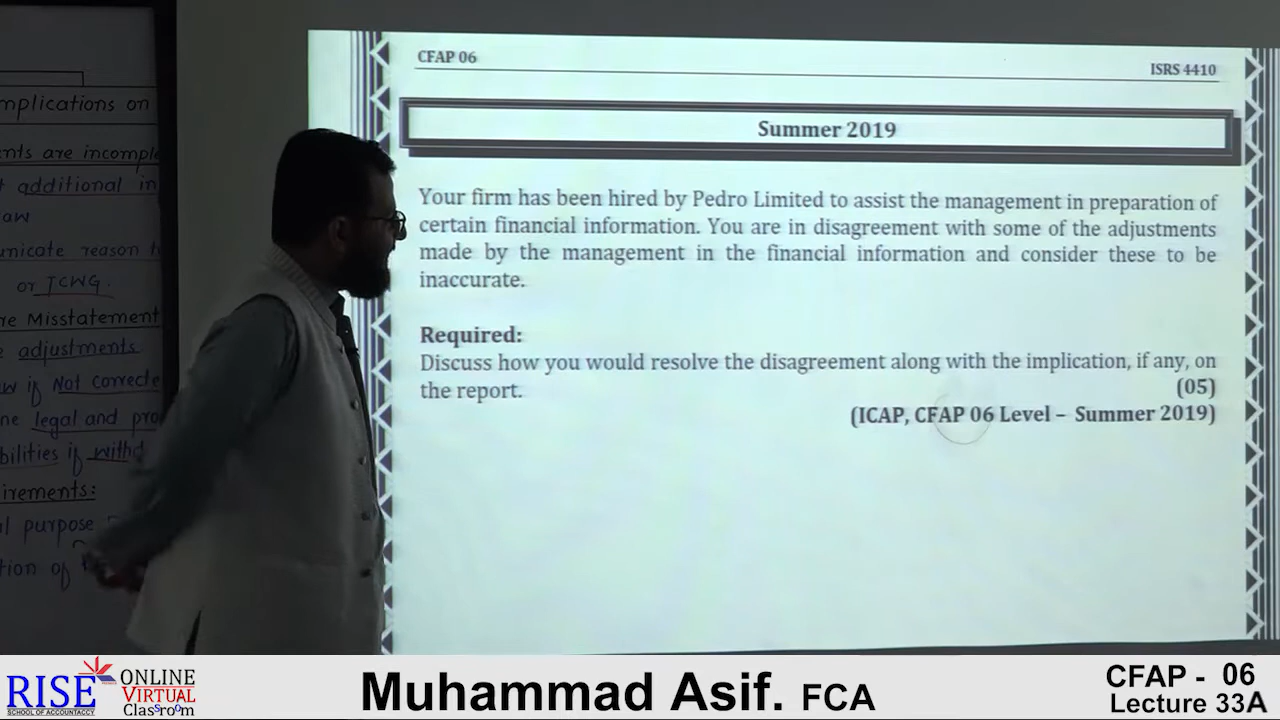 mplications on
nts are incomple
additional in
aw
unicate reason t
or TCWG.
re Misstatement
adjustments
aw if Not correcte
ne legal and pro
bilities if withd
irements:
l purpose
tion of
CFAP 06
ISRS 4410
Summer 2019
Your firm has been hired by Pedro Limited to assist the management in preparation of
certain financial information. You are in disagreement with some of the adjustments
made by the management in the financial information and consider these to be
inaccurate.
Required:
Discuss how you would resolve the disagreement along with the implication, if any, on
the report. (05)
(ICAP, CFAP 06 Level – Summer 2019)
RISE
SCHOOL OF ACCOUNTANCY
ONLINE
VIRTUAL
Classroom
Muhammad Asif. FCA
CFAP - 06
Lecture 33A